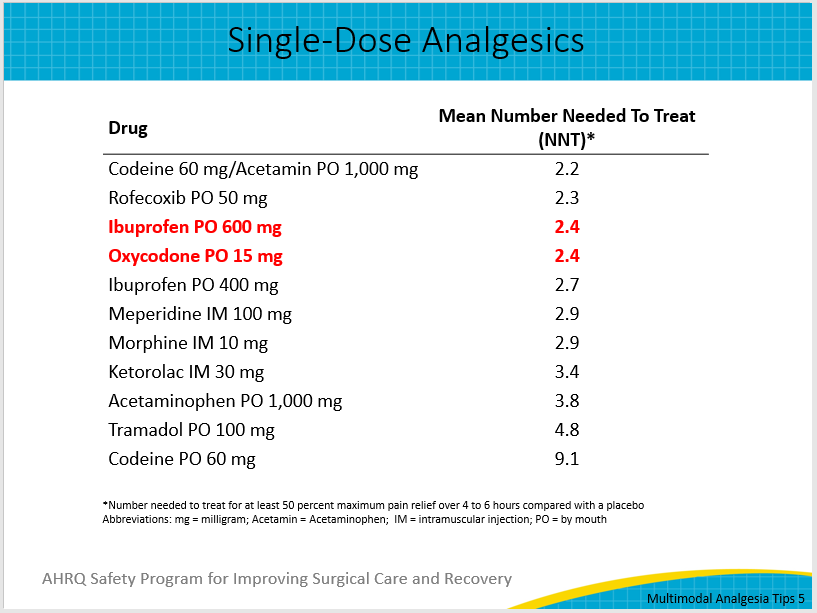 Single-Dose Analgesics
Drug
Mean Number Needed To Treat
(NNT)*
Codeine 60 mg/Acetamin PO 1,000 mg 2.2
Rofecoxib PO 50 mg 2.3
Ibuprofen PO 600 mg 2.4
Oxycodone PO 15 mg 2.4
Ibuprofen PO 400 mg 2.7
Meperidine IM 100 mg 2.9
Morphine IM 10 mg 2.9
Ketorolac IM 30 mg 3.4
Acetaminophen PO 1,000 mg 3.8
Tramadol PO 100 mg 4.8
Codeine PO 60 mg 9.1
*Number needed to treat for at least 50 percent maximum pain relief over 4 to 6 hours compared with a placebo
Abbreviations: mg = milligram; Acetamin = Acetaminophen; IM = intramuscular injection; PO = by mouth
AHRQ Safety Program for Improving Surgical Care and Recovery
Multimodal Analgesia Tips 5